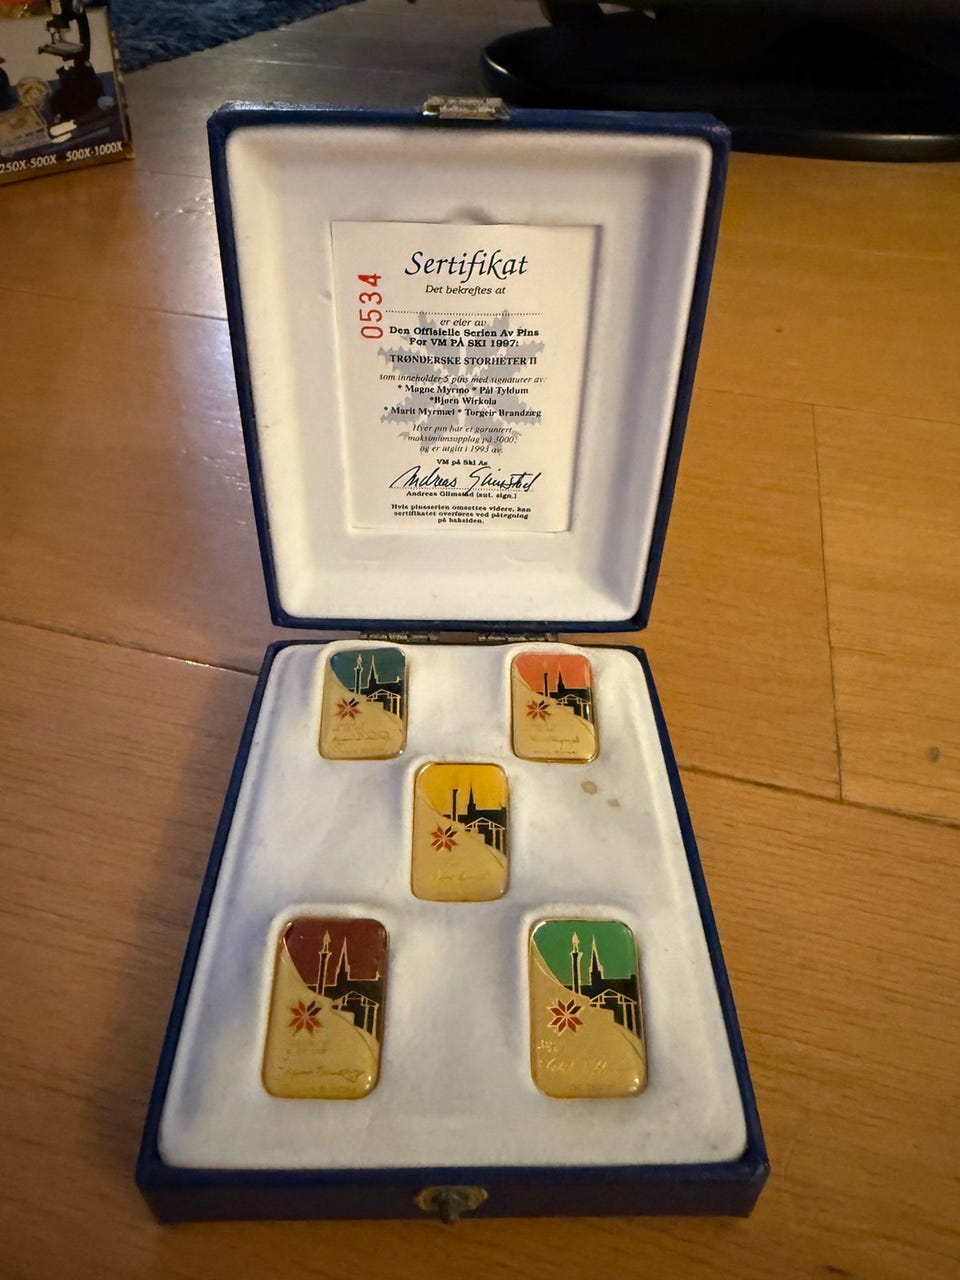 250X-500X 500X-1000X
Sertifikat
Det bekreftes at
0534
er eier av
Den Offisielle Serien Av Pins
For VM PÅ SKI 1997:
TRØNDERSKE STORHETER II
som inneholder 5 pins med signaturer av:
* Magne Myrmo * Pål Tyldum
*Bjørn Wirkola
* Marit Myrmæl * Torgeir Brandzæg
Hver pin har et garantert
maksimumsopplag på 3000,
og er utgitt i 1993 av:
VM på Ski As
Andreas Glimstad
Andreas Glimstad (aut. sign.)
Hvis pinsserien omsettes videre, kan
sertifikatet overføres ved påtegning
på baksiden.